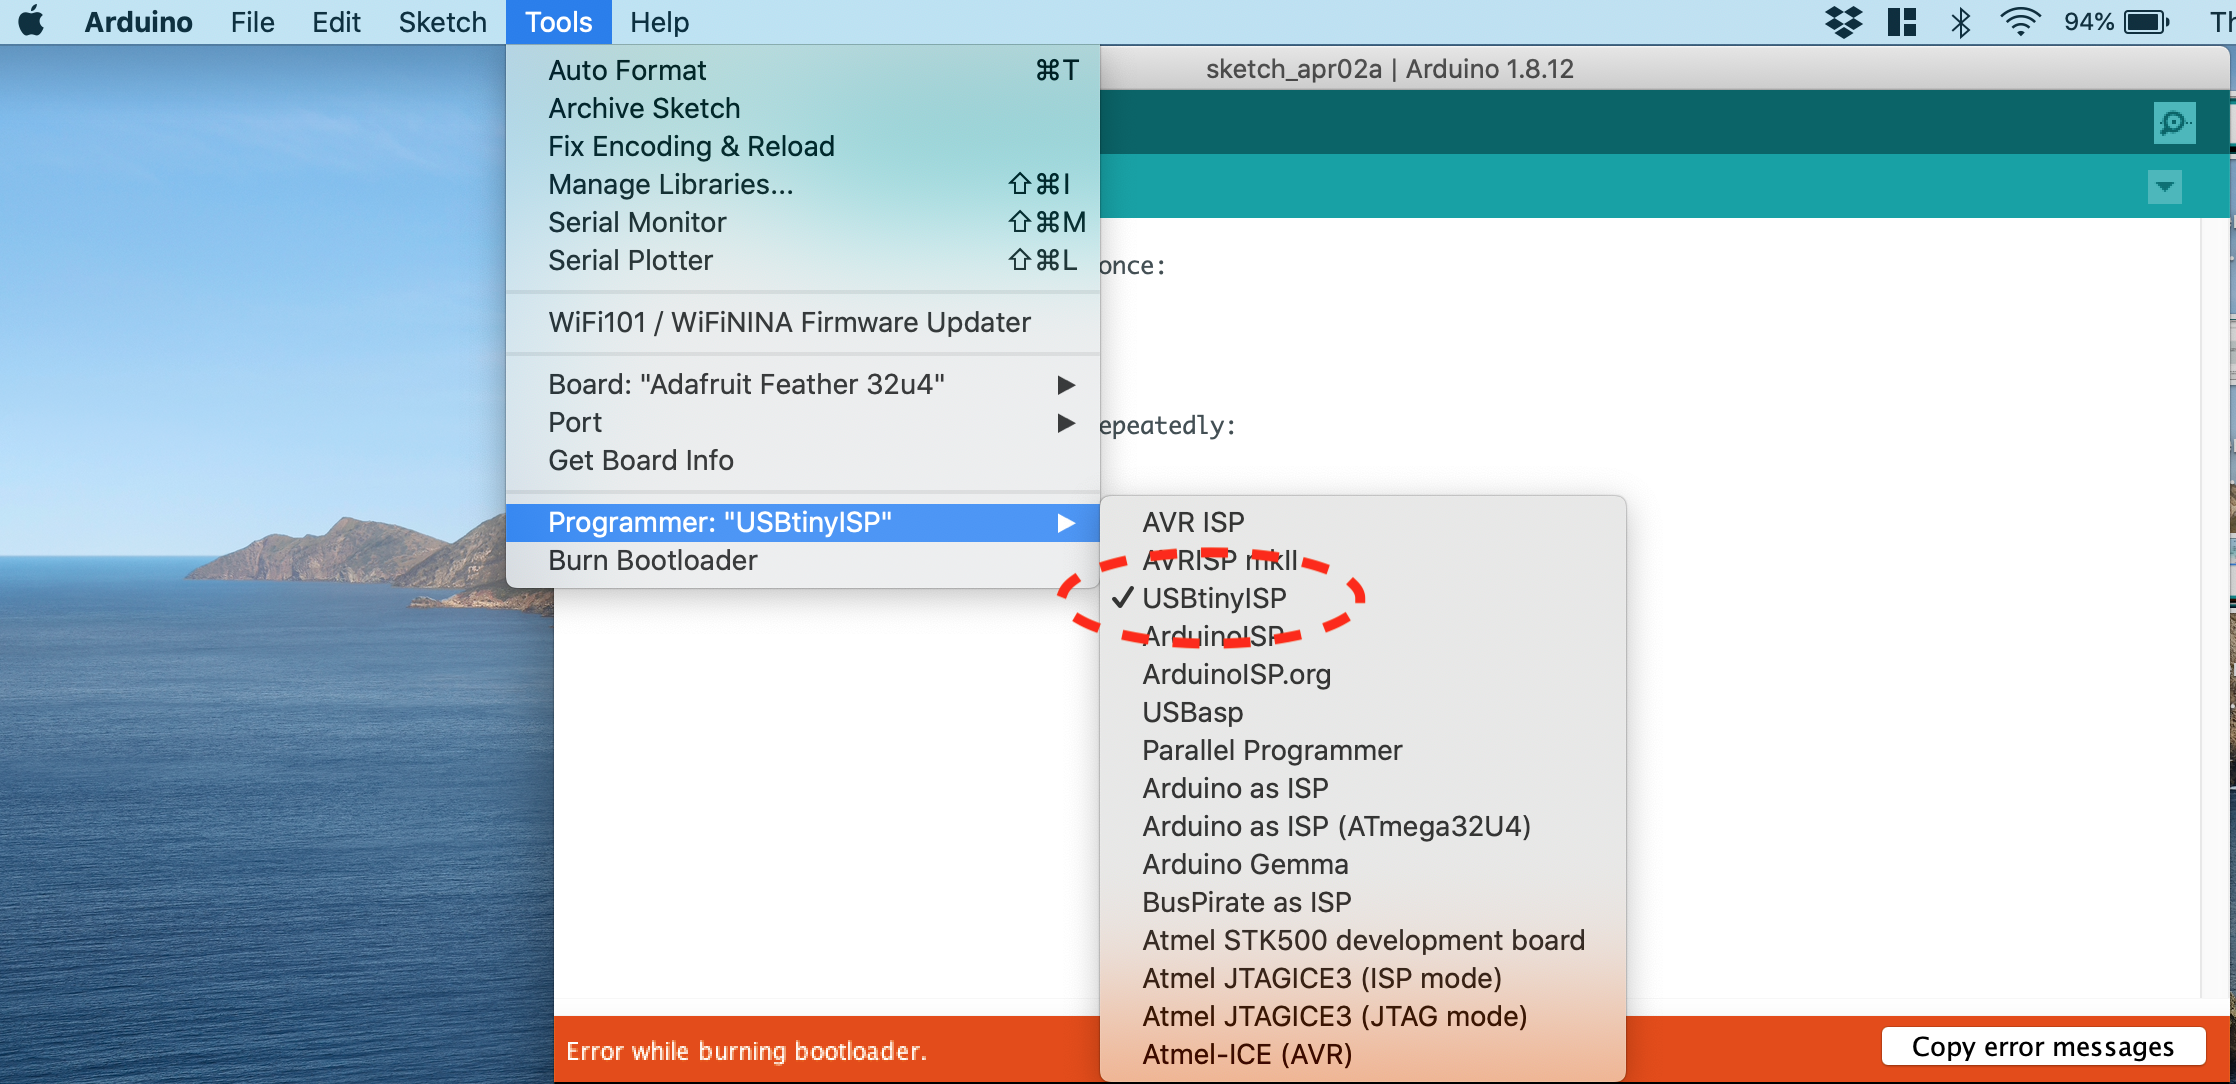 Arduino File Edit Sketch Tools Help 94%
sketch_apr02a | Arduino 1.8.12
Auto Format ⌘T
Archive Sketch
Fix Encoding & Reload
Manage Libraries... ⇧⌘I
Serial Monitor ⇧⌘M
Serial Plotter ⇧⌘L
WiFi101 / WiFiNINA Firmware Updater
Board: "Adafruit Feather 32u4"
Port
Get Board Info
Programmer: "USBtinyISP"
Burn Bootloader
once:
epeatedly:
AVR ISP
AVRISP mkII
USBtinyISP
ArduinoISP
ArduinoISP.org
USBasp
Parallel Programmer
Arduino as ISP
Arduino as ISP (ATmega32U4)
Arduino Gemma
BusPirate as ISP
Atmel STK500 development board
Atmel JTAGICE3 (ISP mode)
Atmel JTAGICE3 (JTAG mode)
Atmel-ICE (AVR)
Error while burning bootloader.
Copy error messages